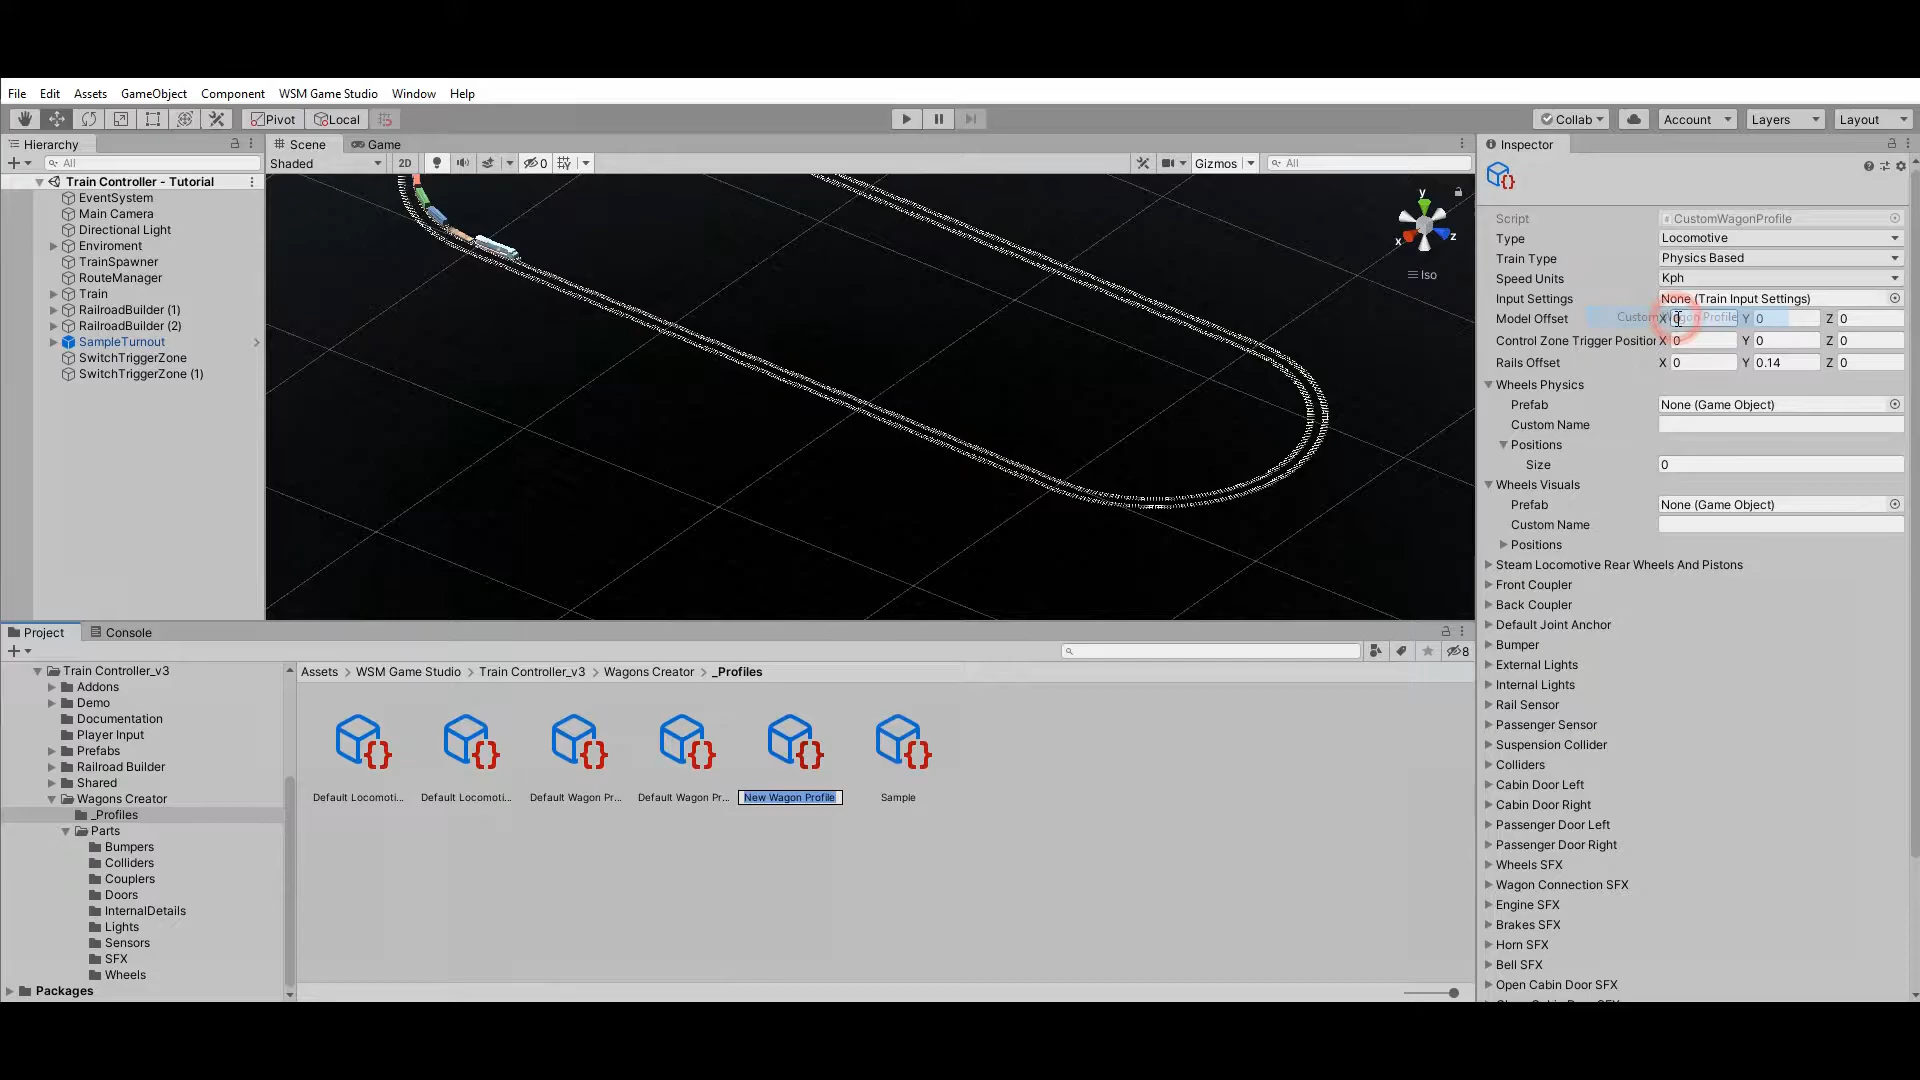 File Edit Assets GameObject Component WSM Game Studio Window Help
Pivot Local Collab Account Layers Layout
Hierarchy
All
Train Controller - Tutorial
EventSystem
Main Camera
Directional Light
Enviroment
TrainSpawner
RouteManager
Train
RailroadBuilder (1)
RailroadBuilder (2)
SampleTurnout
SwitchTriggerZone
SwitchTriggerZone (1)
Scene Game
Shaded 2D 0 Gizmos All
y
x z
Iso
Inspector
Script CustomWagonProfile
Type Locomotive
Train Type Physics Based
Speed Units Kph
Input Settings None (Train Input Settings)
Custom Wagon Profile
Model Offset X 0 Y 0 Z 0
Control Zone Trigger Position X 0 Y 0 Z 0
Rails Offset X 0 Y 0.14 Z 0
Wheels Physics
Prefab None (Game Object)
Custom Name
Positions
Size 0
Wheels Visuals
Prefab None (Game Object)
Custom Name
Positions
Steam Locomotive Rear Wheels And Pistons
Front Coupler
Back Coupler
Default Joint Anchor
Bumper
External Lights
Internal Lights
Rail Sensor
Passenger Sensor
Suspension Collider
Colliders
Cabin Door Left
Cabin Door Right
Passenger Door Left
Passenger Door Right
Wheels SFX
Wagon Connection SFX
Engine SFX
Brakes SFX
Horn SFX
Bell SFX
Open Cabin Door SFX
Project Console
8
Train Controller_v3
Addons
Demo
Documentation
Player Input
Prefabs
Railroad Builder
Shared
Wagons Creator
_Profiles
Parts
Bumpers
Colliders
Couplers
Doors
InternalDetails
Lights
Sensors
SFX
Wheels
Packages
Assets > WSM Game Studio > Train Controller_v3 > Wagons Creator > _Profiles
Default Locomoti... Default Locomoti... Default Wagon Pr... Default Wagon Pr... New Wagon Profile Sample